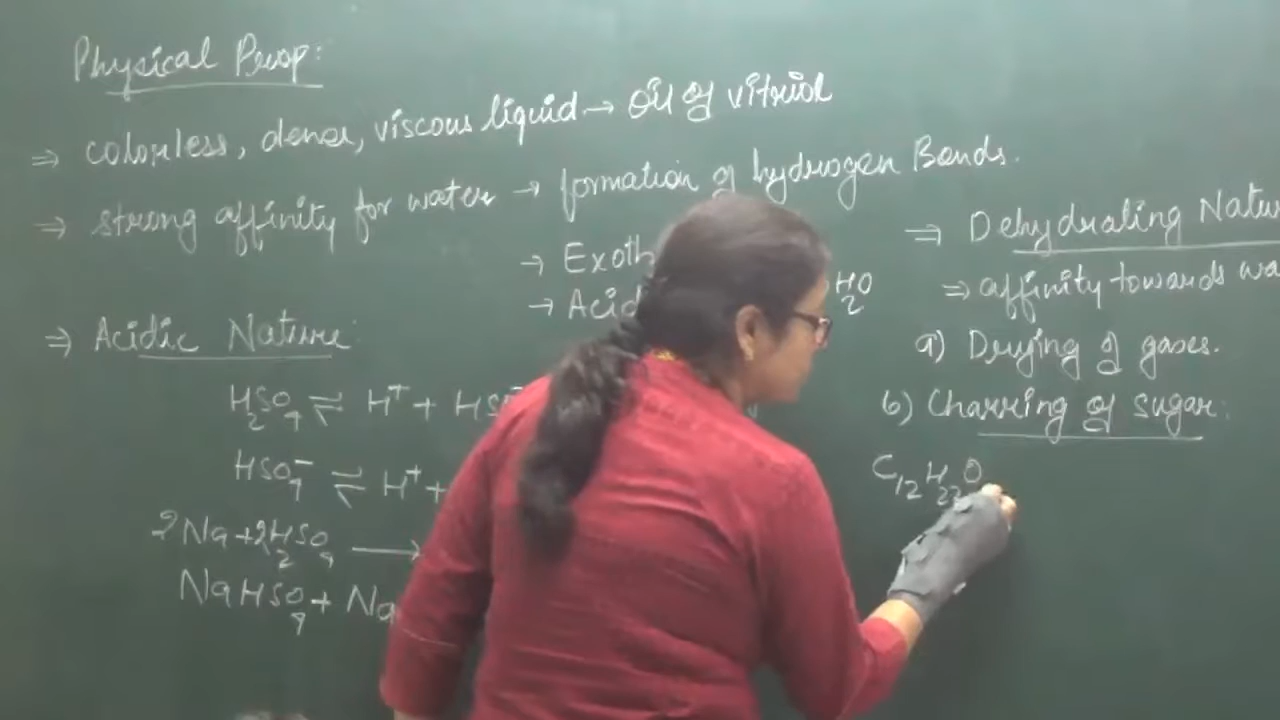 Physical Prop:
⇒ colorless, dense, viscous liquid → Oil of vitriol
⇒ strong affinity for water → formation of hydrogen Bonds.
→ Exoth
→ Acid
H2O
⇒ Acidic Nature:
H2SO4 ⇌ H+ + HS
HSO4- ⇌ H+ +
2Na + 2H2SO4 ⟶
NaHSO4 + Na
⇒ Dehydrating Natu
⇒ affinity towards wa
a) Drying of gases.
b) Charring of sugar:
C12H22O